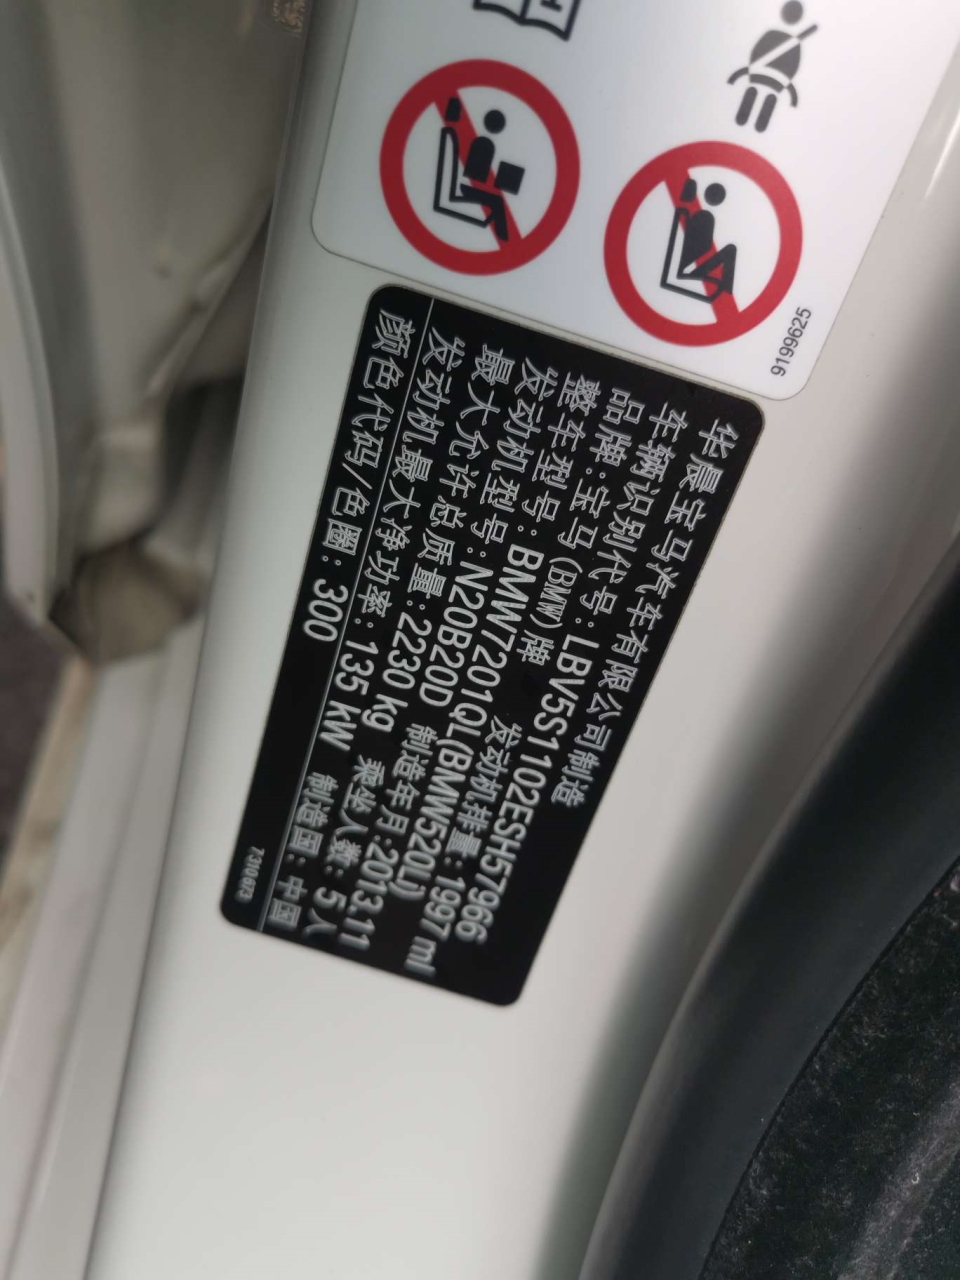 华晨宝马汽车有限公司制造
车辆识别代号: LBV5S1102ESH57966
品牌: 宝马 (BMW) 牌 发动机排量: 1997 ml
整车型号: BMW7201QL(BMW520Li)
发动机型号: N20B20D 制造年月: 2013.11
最大允许总质量: 2230 kg 乘坐人数: 5 人
发动机最大净功率: 135 kW 制造国: 中国
颜色代码/色圈: 300
9199625